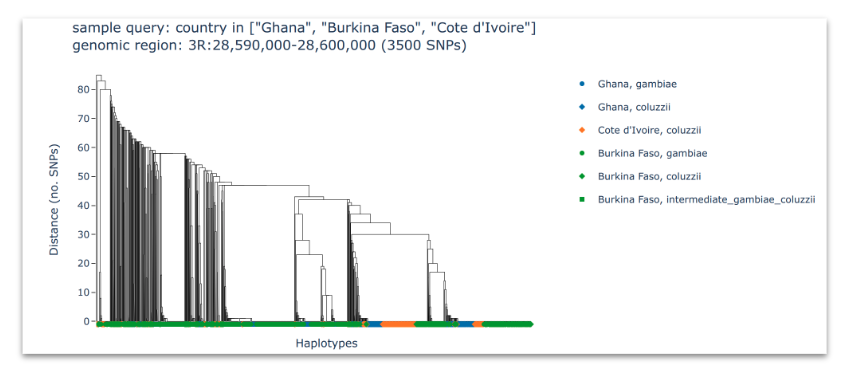 sample query: country in ["Ghana", "Burkina Faso", "Cote d'Ivoire"]
genomic region: 3R:28,590,000-28,600,000 (3500 SNPs)
Distance (no. SNPs)
80
70
60
50
40
30
20
10
0
Haplotypes
Ghana, gambiae
Ghana, coluzzii
Cote d'Ivoire, coluzzii
Burkina Faso, gambiae
Burkina Faso, coluzzii
Burkina Faso, intermediate_gambiae_coluzzii